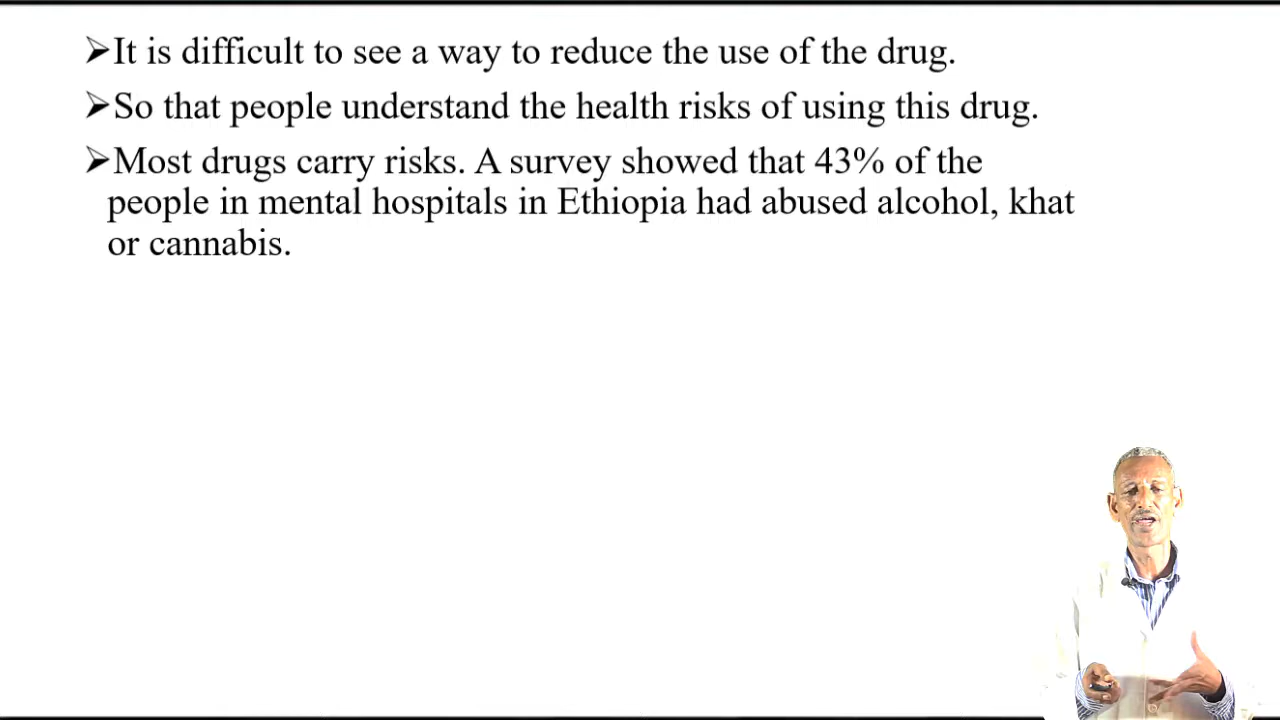 ➢It is difficult to see a way to reduce the use of the drug.
➢So that people understand the health risks of using this drug.
➢Most drugs carry risks. A survey showed that 43% of the
people in mental hospitals in Ethiopia had abused alcohol, khat
or cannabis.